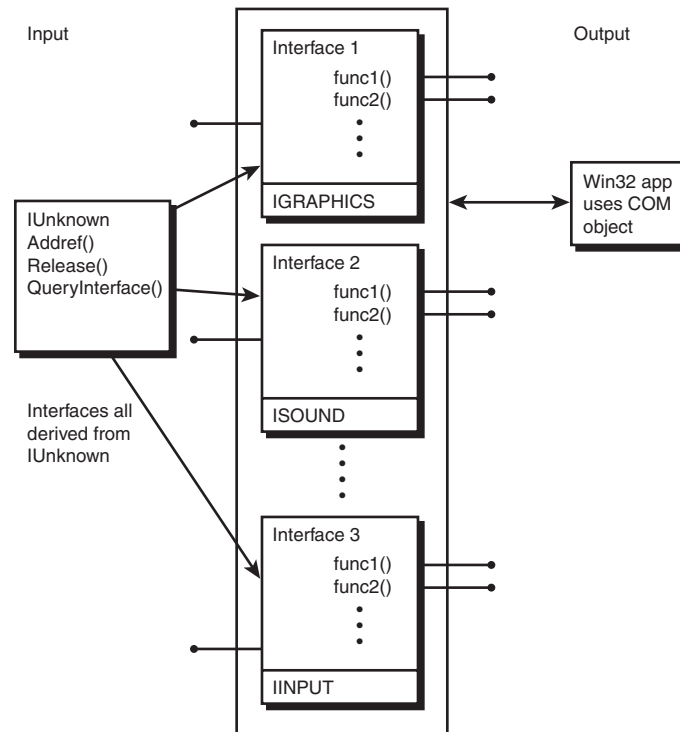 Input
Output
Interface 1
func1()
func2()
IGRAPHICS
IUnknown
Addref()
Release()
QueryInterface()
Win32 app
uses COM
object
Interface 2
func1()
func2()
ISOUND
Interfaces all
derived from
IUnknown
Interface 3
func1()
func2()
IINPUT